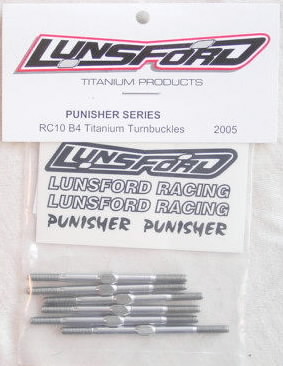 LUNSFORD
TITANIUM PRODUCTS
PUNISHER SERIES
RC10 B4 Titanium Turnbuckles 2005
LUNSFORD
LUNSFORD RACING
LUNSFORD RACING
PUNISHER PUNISHER